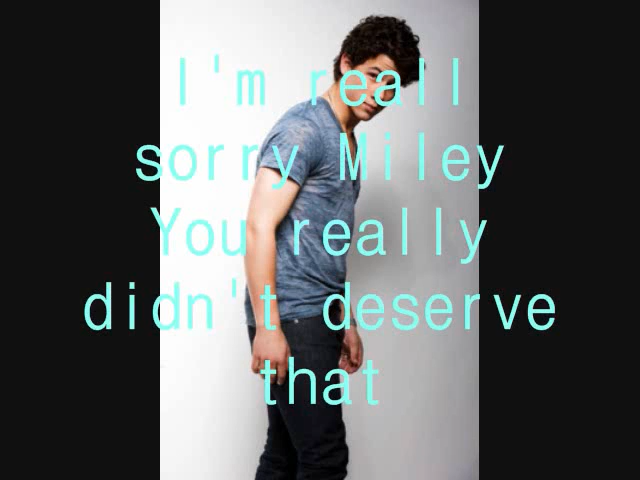 I'm reall
sorry Miley
You really
didn't deserve
that